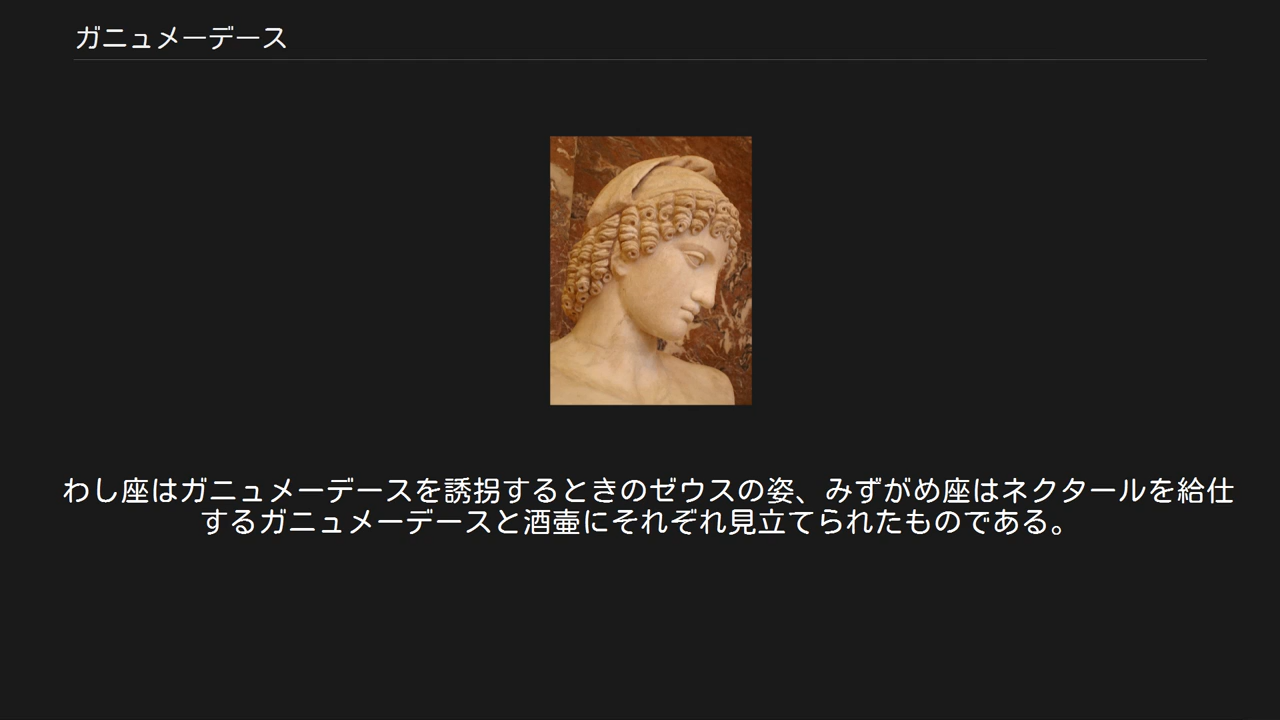 ガニュメーデース
わし座はガニュメーデースを誘拐するときのゼウスの姿、みずがめ座はネクタールを給仕
するガニュメーデースと酒壷にそれぞれ見立てられたものである。